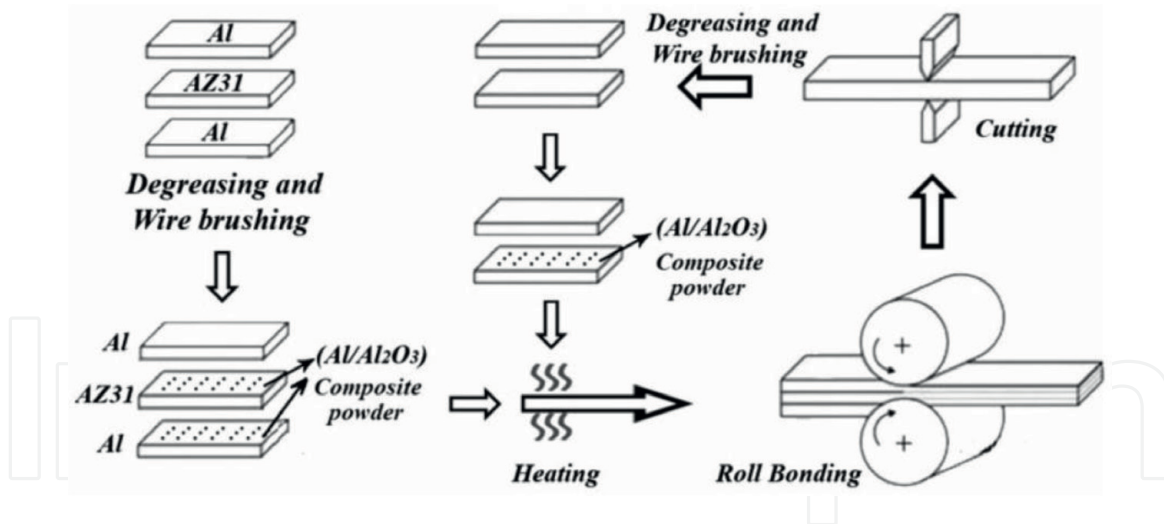 Al
AZ31
Al
Degreasing and
Wire brushing
Al
AZ31
Al
(Al/Al2O3)
Composite
powder
Degreasing and
Wire brushing
(Al/Al2O3)
Composite
powder
Heating
Roll Bonding
Cutting